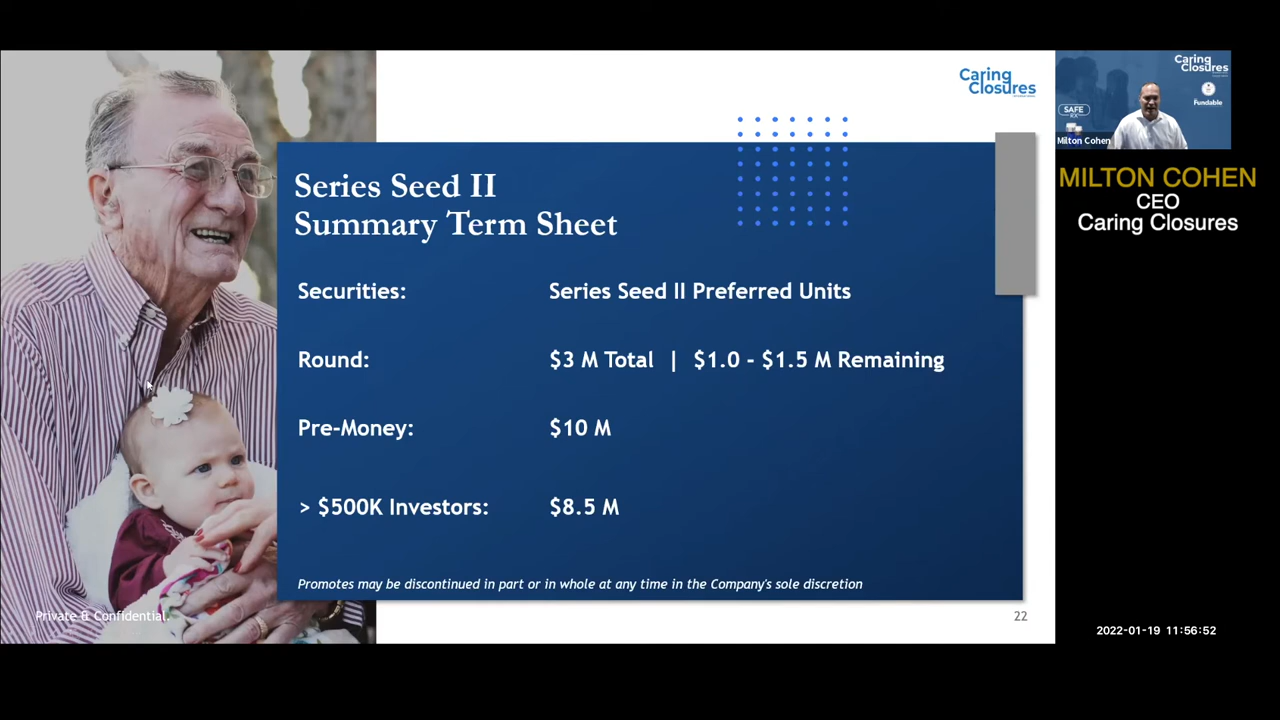 Caring
Closures
Series Seed II
Summary Term Sheet
Securities: Series Seed II Preferred Units
Round: $3 M Total | $1.0 - $1.5 M Remaining
Pre-Money: $10 M
> $500K Investors: $8.5 M
Promotes may be discontinued in part or in whole at any time in the Company's sole discretion
Private & Confidential.
22
Caring
Closures
Fundable
SAFE
Milton Cohen
MILTON COHEN
CEO
Caring Closures
2022-01-19 11:56:52